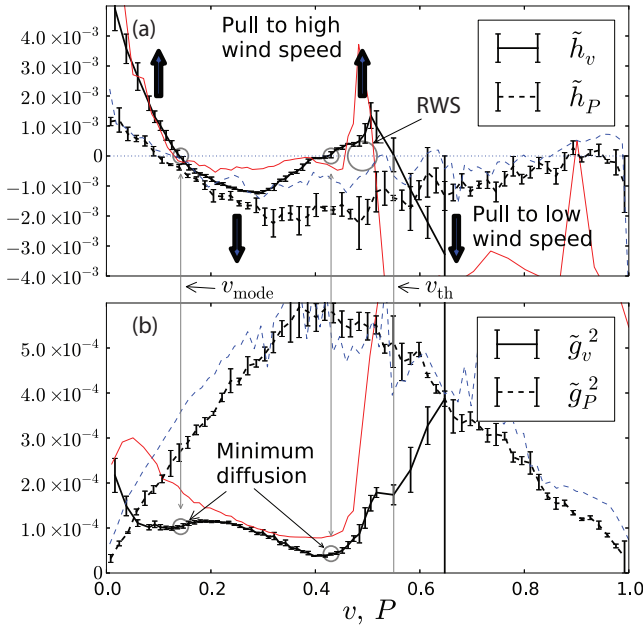 (a)
Pull to high
wind speed
RWS
h̃_v
h̃_P
Pull to low
wind speed
4.0×10⁻³
3.0×10⁻³
2.0×10⁻³
1.0×10⁻³
0
−1.0×10⁻³
−2.0×10⁻³
−3.0×10⁻³
−4.0×10⁻³
v_mode
v_th
(b)
g̃_v²
g̃_P²
Minimum
diffusion
5.0×10⁻⁴
4.0×10⁻⁴
3.0×10⁻⁴
2.0×10⁻⁴
1.0×10⁻⁴
0
0.0 0.2 0.4 0.6 0.8 1.0
v, P